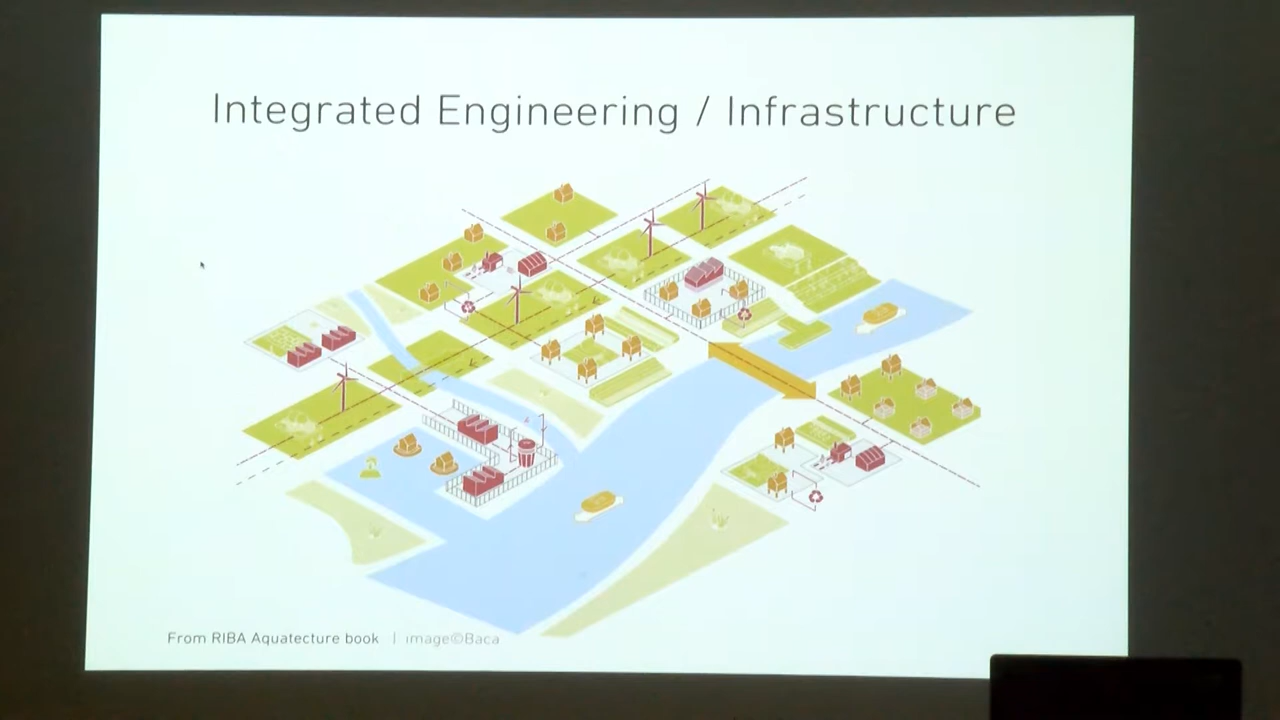 Integrated Engineering / Infrastructure
From RIBA Aquatecture book | image©Baca